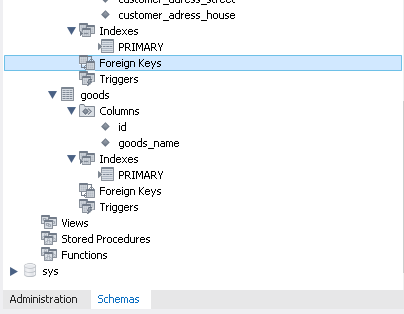 customer_adress_street
customer_adress_house
Indexes
PRIMARY
Foreign Keys
Triggers
goods
Columns
id
goods_name
Indexes
PRIMARY
Foreign Keys
Triggers
Views
Stored Procedures
Functions
sys
Administration Schemas